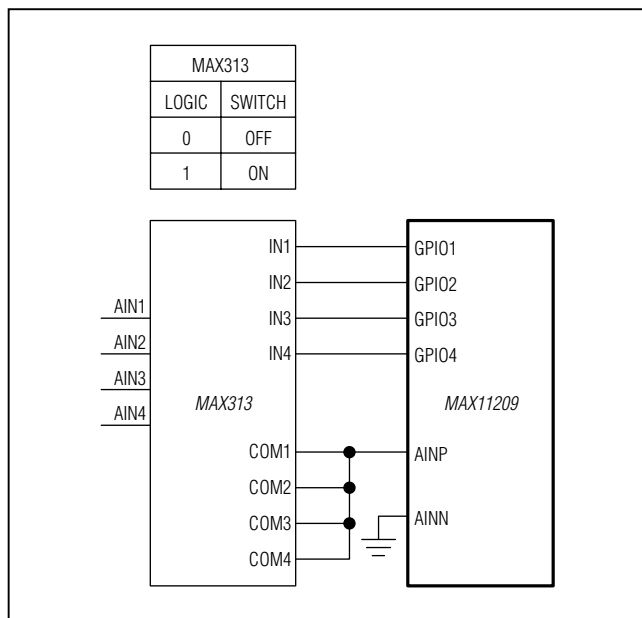 MAX313
LOGIC SWITCH
0 OFF
1 ON
IN1
IN2
IN3
IN4
AIN1
AIN2
AIN3
AIN4
MAX313
COM1
COM2
COM3
COM4
GPIO1
GPIO2
GPIO3
GPIO4
MAX11209
AINP
AINN